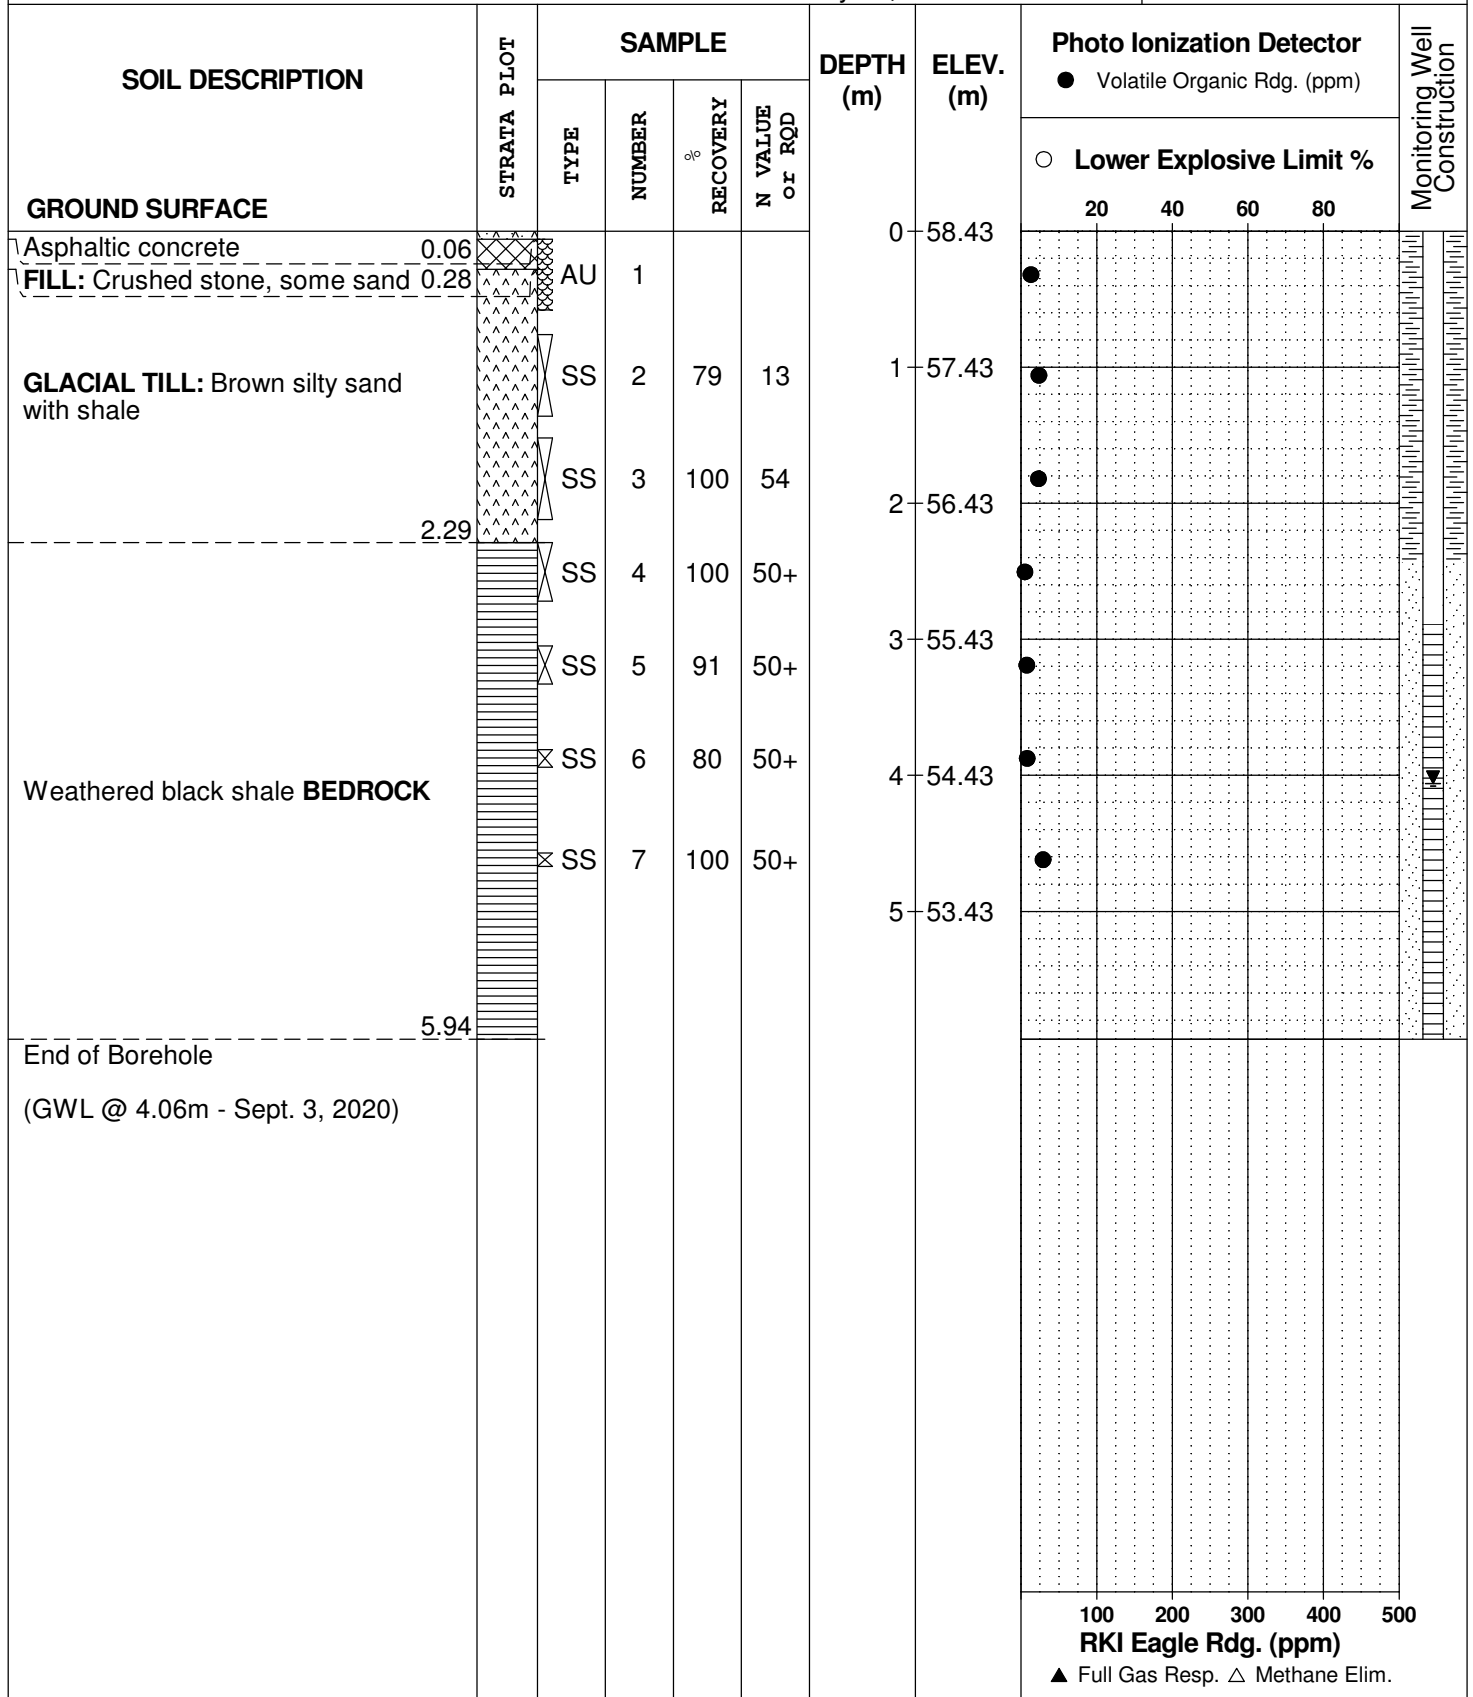 SOIL DESCRIPTION
GROUND SURFACE
STRATA PLOT
SAMPLE
TYPE
NUMBER
%
RECOVERY
N VALUE
or RQD
DEPTH
(m)
ELEV.
(m)
Photo Ionization Detector
● Volatile Organic Rdg. (ppm)
○ Lower Explosive Limit %
20 40 60 80
Monitoring Well
Construction
0 58.43
Asphaltic concrete 0.06
FILL: Crushed stone, some sand 0.28
AU 1
GLACIAL TILL: Brown silty sand
with shale
SS 2 79 13
1 57.43
SS 3 100 54
2 56.43
2.29
SS 4 100 50+
3 55.43
SS 5 91 50+
SS 6 80 50+
4 54.43
Weathered black shale BEDROCK
SS 7 100 50+
5 53.43
5.94
End of Borehole
(GWL @ 4.06m - Sept. 3, 2020)
100 200 300 400 500
RKI Eagle Rdg. (ppm)
▲ Full Gas Resp. △ Methane Elim.